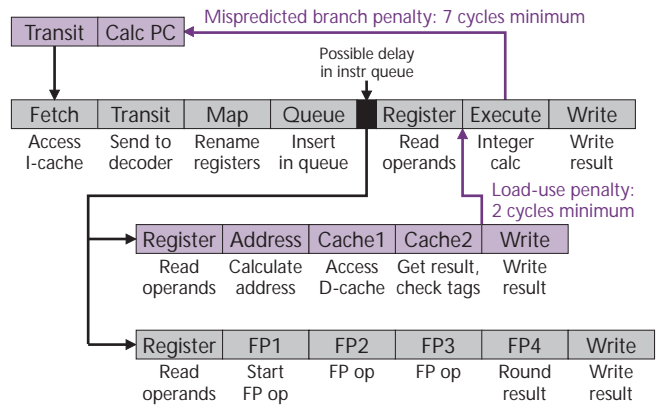 Mispredicted branch penalty: 7 cycles minimum
Transit Calc PC
Possible delay
in instr queue
Fetch Transit Map Queue Register Execute Write
Access Send to Rename Insert Read Integer Write
I-cache decoder registers in queue operands calc result
Load-use penalty:
2 cycles minimum
Register Address Cache1 Cache2 Write
Read Calculate Access Get result, Write
operands address D-cache check tags result
Register FP1 FP2 FP3 FP4 Write
Read Start FP op FP op Round Write
operands FP op result result